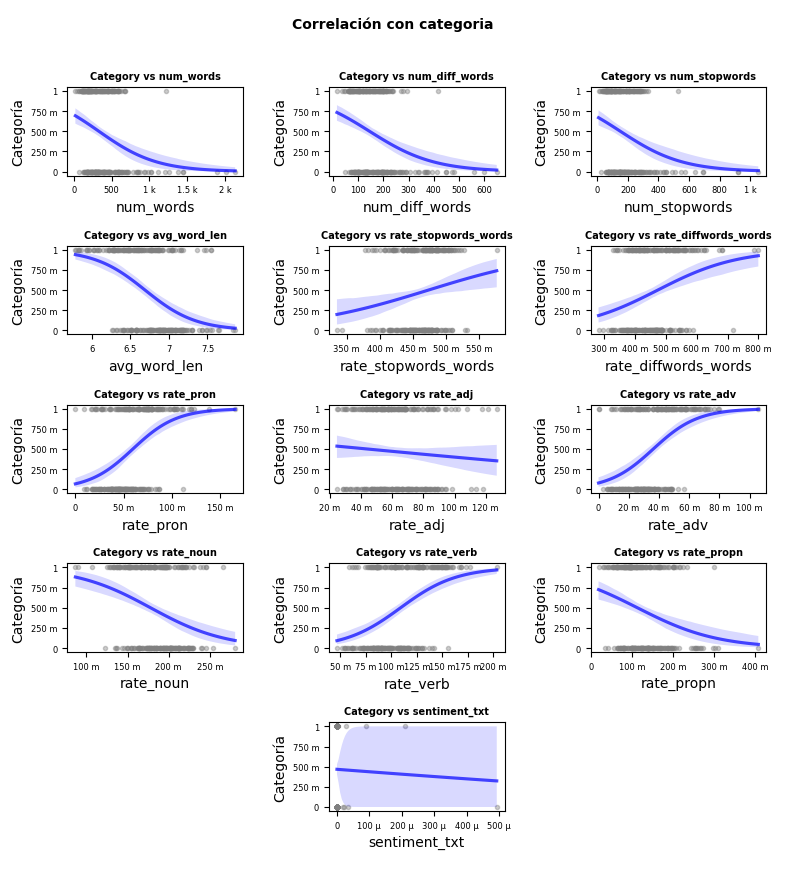 Correlación con categoria
Category vs num_words
Categoría
1
750 m
500 m
250 m
0
0 500 1 k 1.5 k 2 k
num_words
Category vs num_diff_words
Categoría
1
750 m
500 m
250 m
0
0 100 200 300 400 500 600
num_diff_words
Category vs num_stopwords
Categoría
1
750 m
500 m
250 m
0
0 200 400 600 800 1 k
num_stopwords
Category vs avg_word_len
Categoría
1
750 m
500 m
250 m
0
6 6.5 7 7.5
avg_word_len
Category vs rate_stopwords_words
Categoría
1
750 m
500 m
250 m
0
350 m 400 m 450 m 500 m 550 m
rate_stopwords_words
Category vs rate_diffwords_words
Categoría
1
750 m
500 m
250 m
0
300 m 400 m 500 m 600 m 700 m 800 m
rate_diffwords_words
Category vs rate_pron
Categoría
1
750 m
500 m
250 m
0
0 50 m 100 m 150 m
rate_pron
Category vs rate_adj
Categoría
1
750 m
500 m
250 m
0
20 m 40 m 60 m 80 m 100 m 120 m
rate_adj
Category vs rate_adv
Categoría
1
750 m
500 m
250 m
0
0 20 m 40 m 60 m 80 m 100 m
rate_adv
Category vs rate_noun
Categoría
1
750 m
500 m
250 m
0
100 m 150 m 200 m 250 m
rate_noun
Category vs rate_verb
Categoría
1
750 m
500 m
250 m
0
50 m 75 m 100 m 125 m 150 m 175 m 200 m
rate_verb
Category vs rate_propn
Categoría
1
750 m
500 m
250 m
0
0 100 m 200 m 300 m 400 m
rate_propn
Category vs sentiment_txt
Categoría
1
750 m
500 m
250 m
0
0 100 µ 200 µ 300 µ 400 µ 500 µ
sentiment_txt